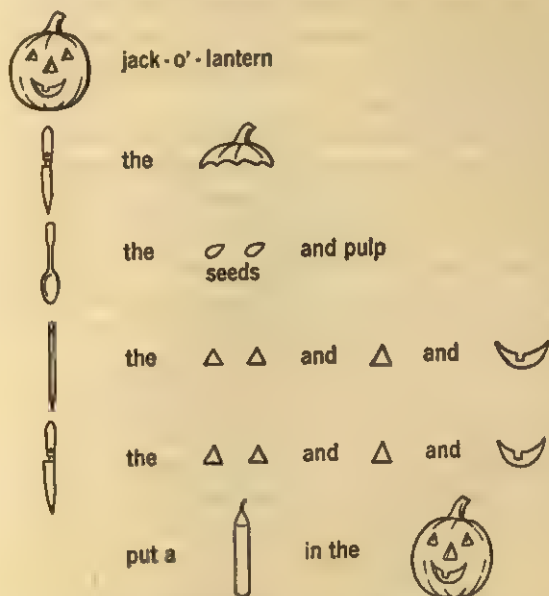 jack-o'-lantern
the
the seeds and pulp
the and and
the and and
put a in the